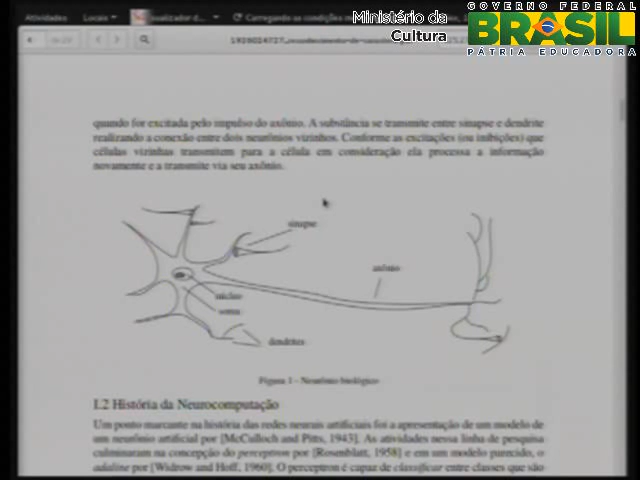 Atividades Locais
Carregando as condições
Ministério da
Cultura
GOVERNO FEDERAL
BRASIL
PÁTRIA EDUCADORA
quando for excitada pelo impulso do axônio. A substância se transmite entre sinapse e dendrite
realizando a conexão entre dois neurônios vizinhos. Conforme as excitações (ou inibições) que
células vizinhas transmitem para a célula em consideração ela processa a informação
novamente e a transmite via seu axônio.
sinapse
axônio
núcleo
soma
dendrites
Figura 1 - Neurônio biológico
I.2 História da Neurocomputação
Um ponto marcante na história das redes neurais artificiais foi a apresentação de um modelo de
um neurônio artificial por [McCulloch and Pitts, 1943]. As atividades nessa linha de pesquisa
culminaram na concepção do perceptron por [Rosenblatt, 1958] e em um modelo parecido, o
adaline por [Widrow and Hoff, 1960]. O perceptron é capaz de classificar entre classes que são